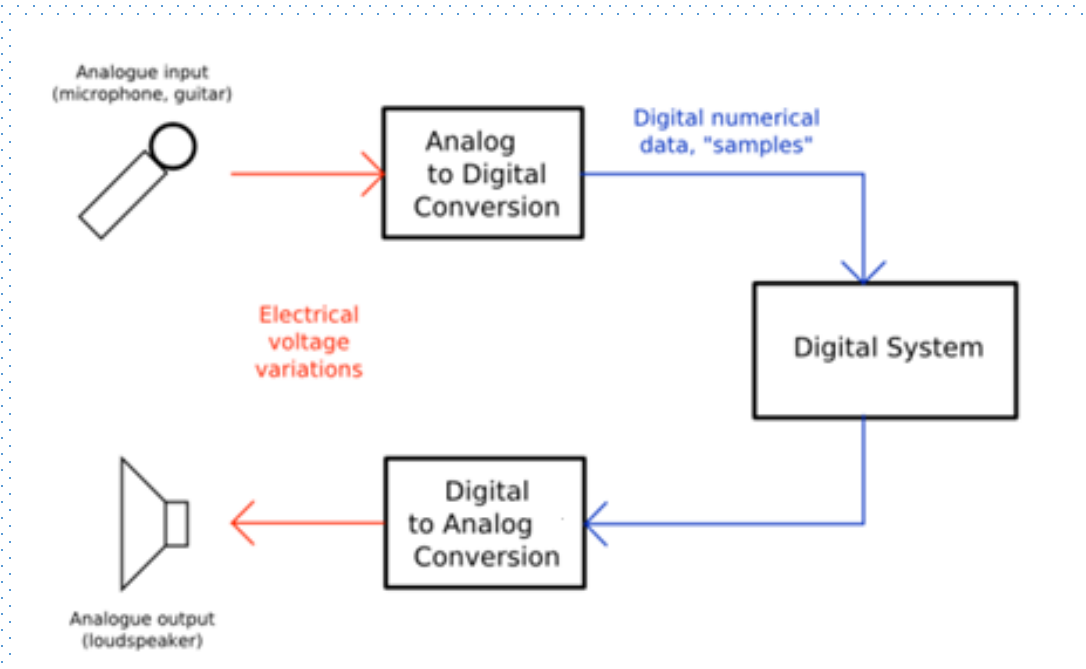 Analogue input
(microphone, guitar)
Analog
to Digital
Conversion
Digital numerical
data, "samples"
Electrical
voltage
variations
Digital System
Digital
to Analog
Conversion
Analogue output
(loudspeaker)